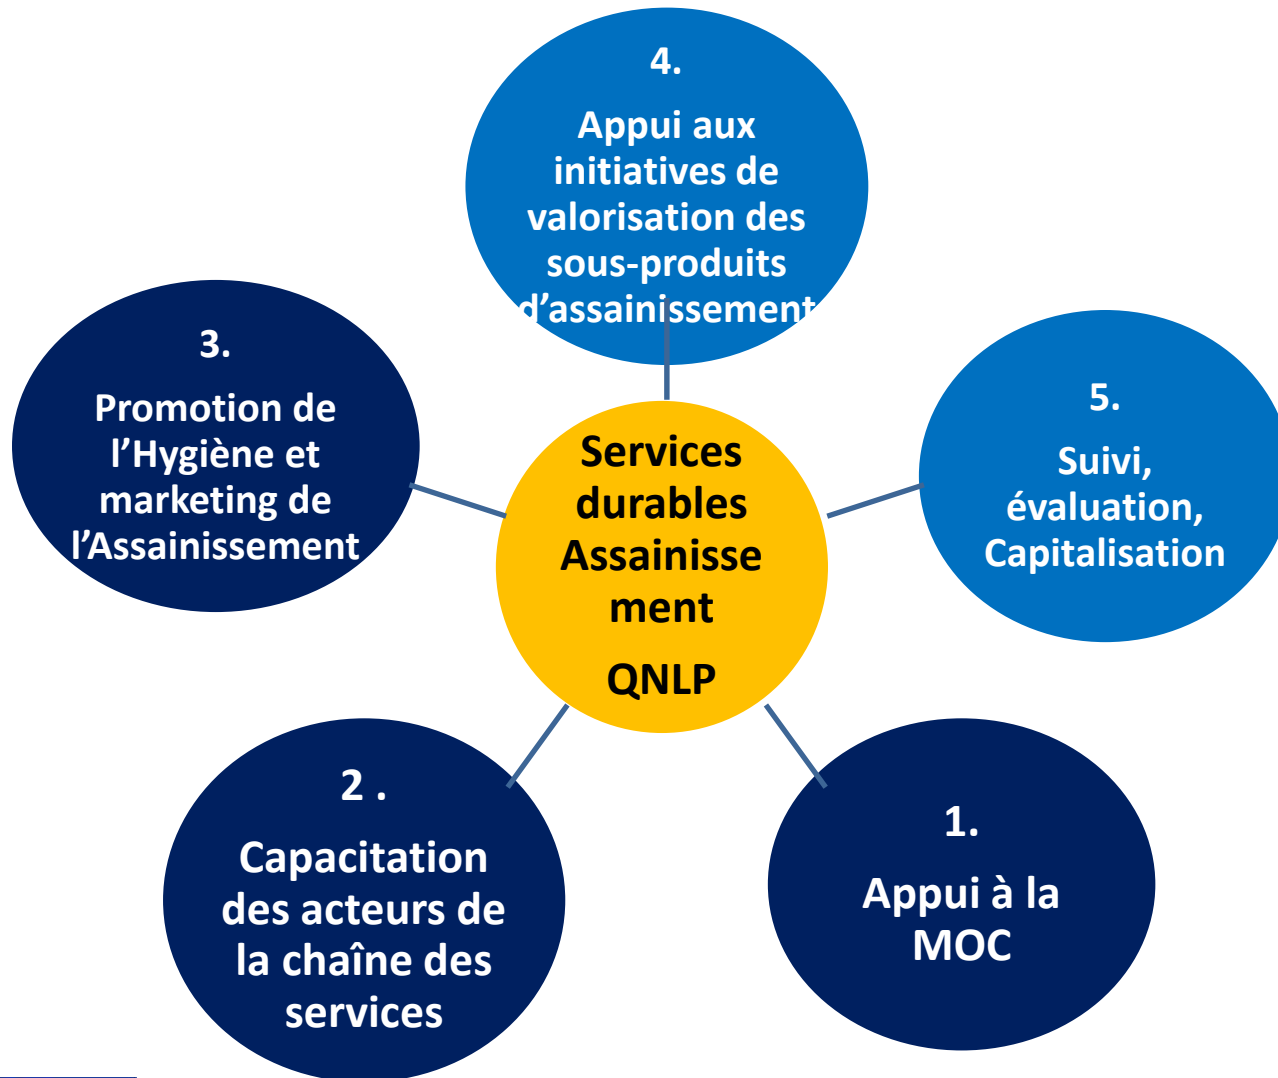 4.
Appui aux
initiatives de
valorisation des
sous-produits
d’assainissement
3.
Promotion de
l’Hygiène et
marketing de
l’Assainissement
5.
Suivi,
évaluation,
Capitalisation
Services
durables
Assainisse
ment
QNLP
2 .
Capacitation
des acteurs de
la chaîne des
services
1.
Appui à la
MOC